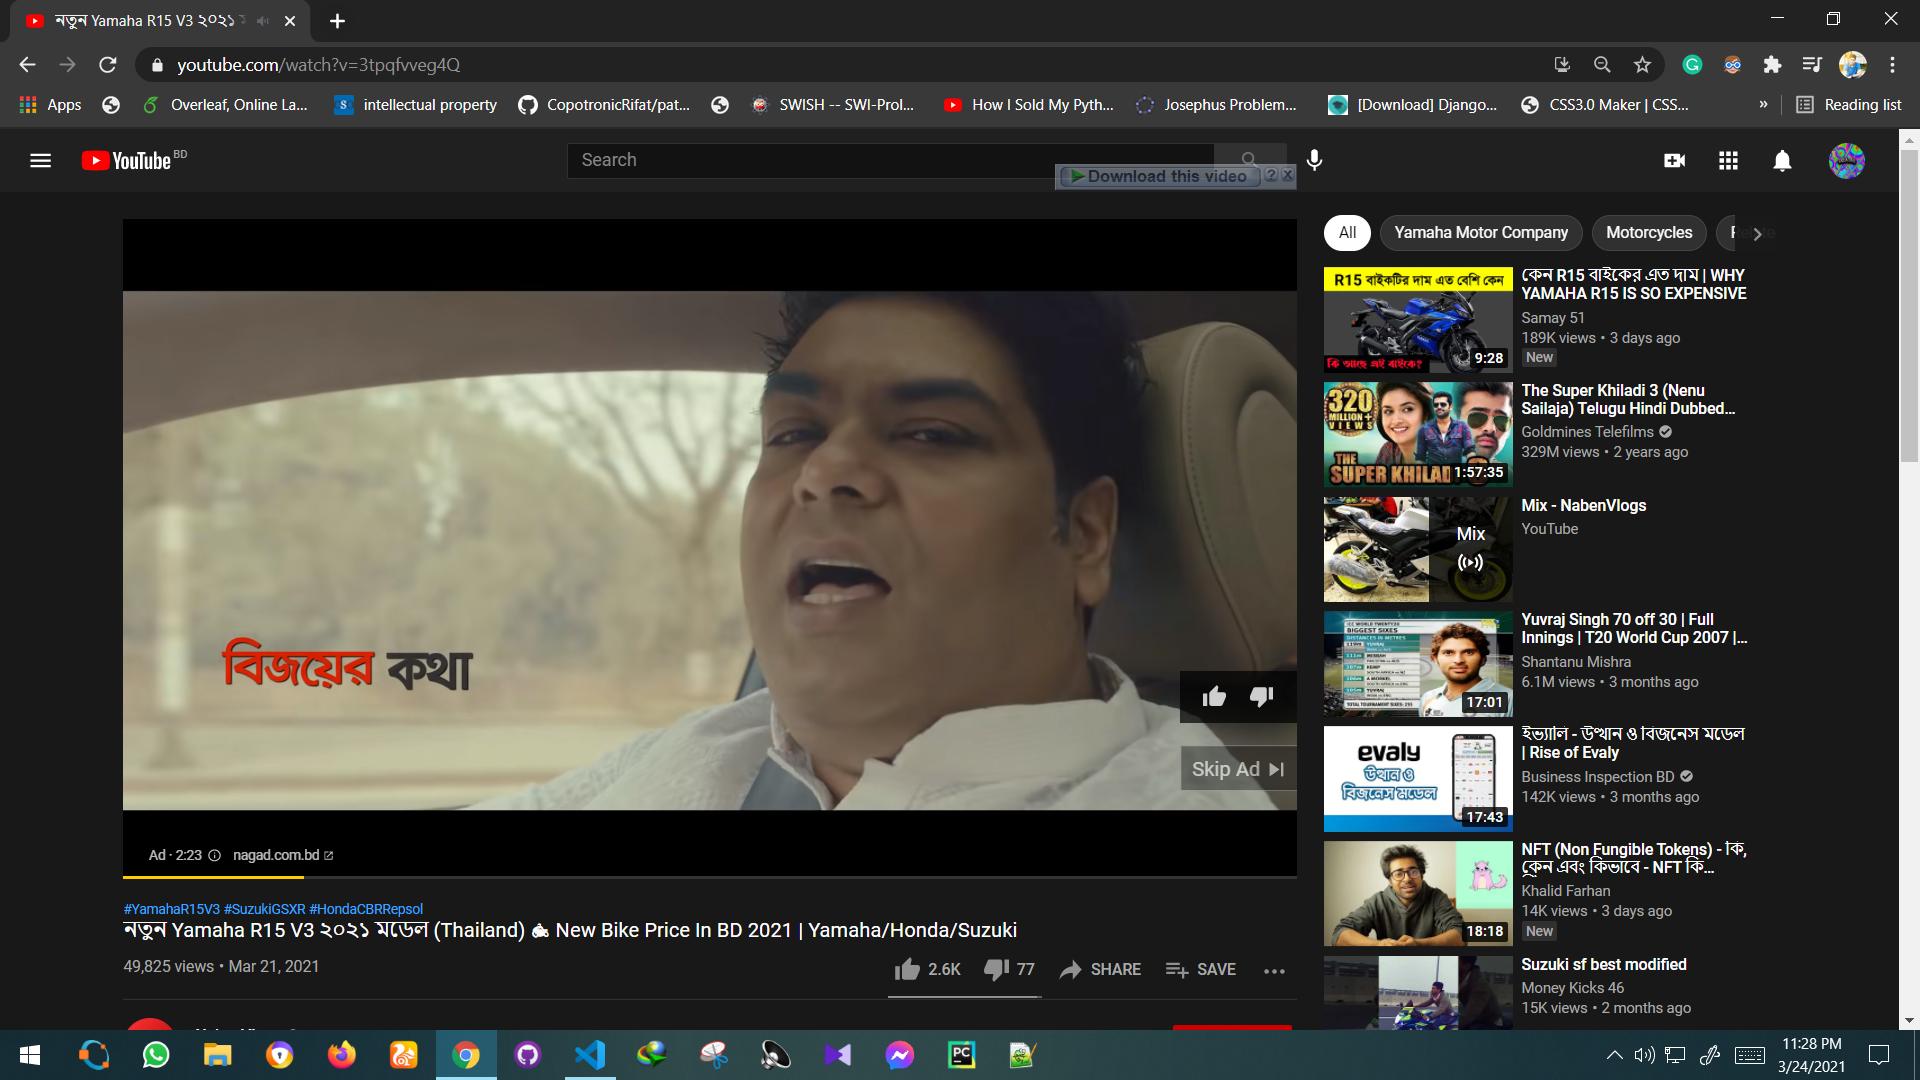 নতুন Yamaha R15 V3 ২০২১
youtube.com/watch?v=3tpqfvveg4Q
Apps
Overleaf, Online La...
intellectual property
CopotronicRifat/pat...
SWISH -- SWI-Prol...
How I Sold My Pyth...
Josephus Problem...
[Download] Django...
CSS3.0 Maker | CSS...
»
Reading list
YouTube BD
Search
Download this video
All
Yamaha Motor Company
Motorcycles
R15 বাইকটির দাম এত বেশি কেন
কি আছে এই বাইকে?
9:28
কেন R15 বাইকের এত দাম | WHY
YAMAHA R15 IS SO EXPENSIVE
Samay 51
189K views • 3 days ago
New
320
MILLION+
VIEWS
THE
SUPER KHILAD
1:57:35
The Super Khiladi 3 (Nenu
Sailaja) Telugu Hindi Dubbed...
Goldmines Telefilms
329M views • 2 years ago
Mix
Mix - NabenVlogs
YouTube
ICC WORLD TWENTY20
BIGGEST SIXES
DISTANCES IN METRES
17:01
Yuvraj Singh 70 off 30 | Full
Innings | T20 World Cup 2007 |...
Shantanu Mishra
6.1M views • 3 months ago
evaly
উত্থান ও
বিজনেস মডেল
17:43
ইভ্যালি - উত্থান ও বিজনেস মডেল
| Rise of Evaly
Business Inspection BD
142K views • 3 months ago
18:18
NFT (Non Fungible Tokens) - কি,
কেন এবং কিভাবে - NFT কি...
Khalid Farhan
14K views • 3 days ago
New
Suzuki sf best modified
Money Kicks 46
15K views • 2 months ago
বিজয়ের কথা
Skip Ad
Ad · 2:23
nagad.com.bd
#YamahaR15V3 #SuzukiGSXR #HondaCBRRepsol
নতুন Yamaha R15 V3 ২০২১ মডেল (Thailand) 🏍 New Bike Price In BD 2021 | Yamaha/Honda/Suzuki
49,825 views • Mar 21, 2021
2.6K
77
SHARE
SAVE
11:28 PM
3/24/2021